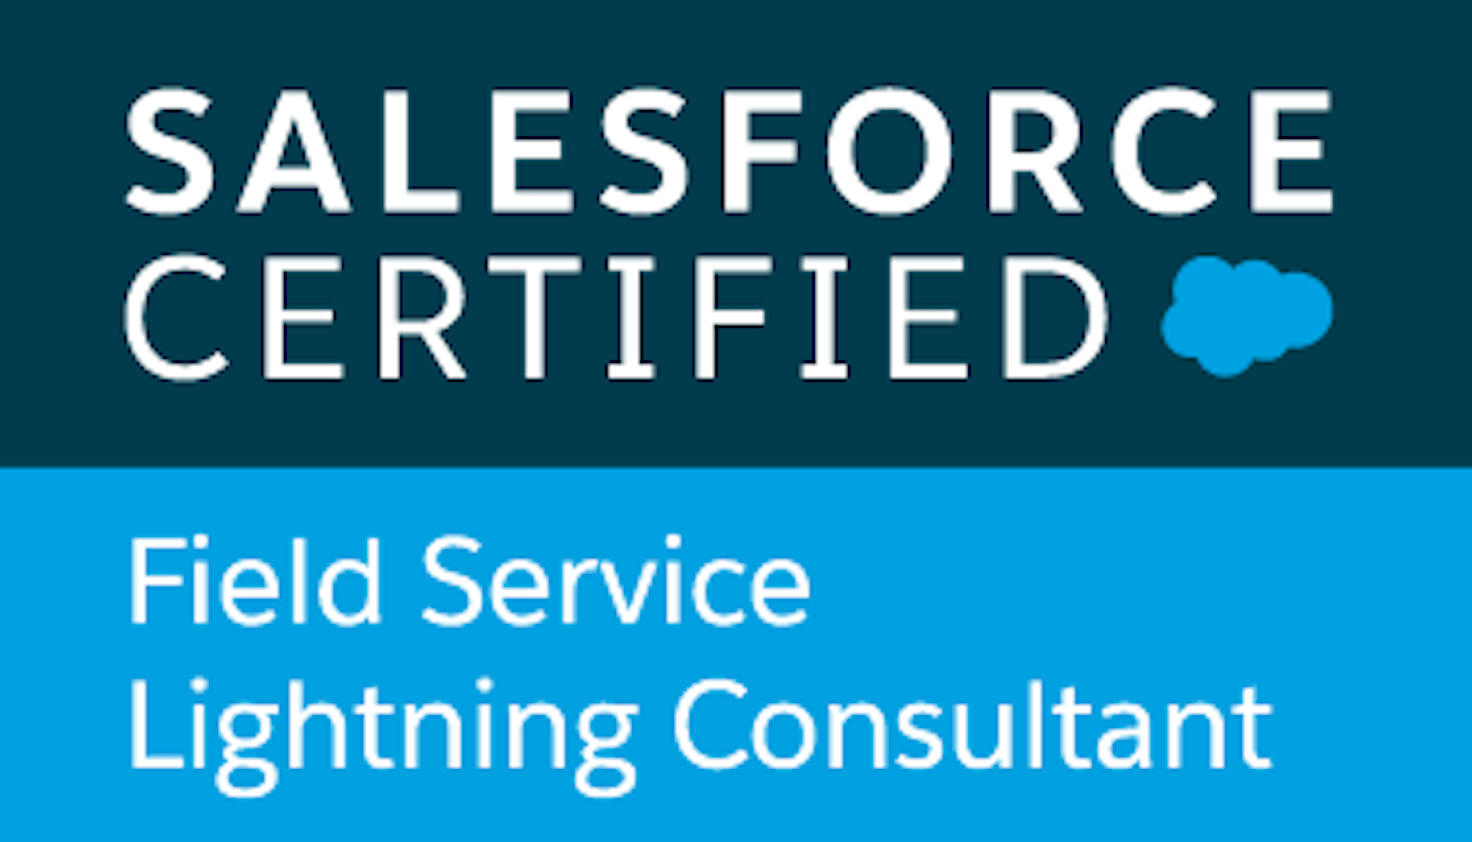 SALESFORCE
CERTIFIED
Field Service
Lightning Consultant